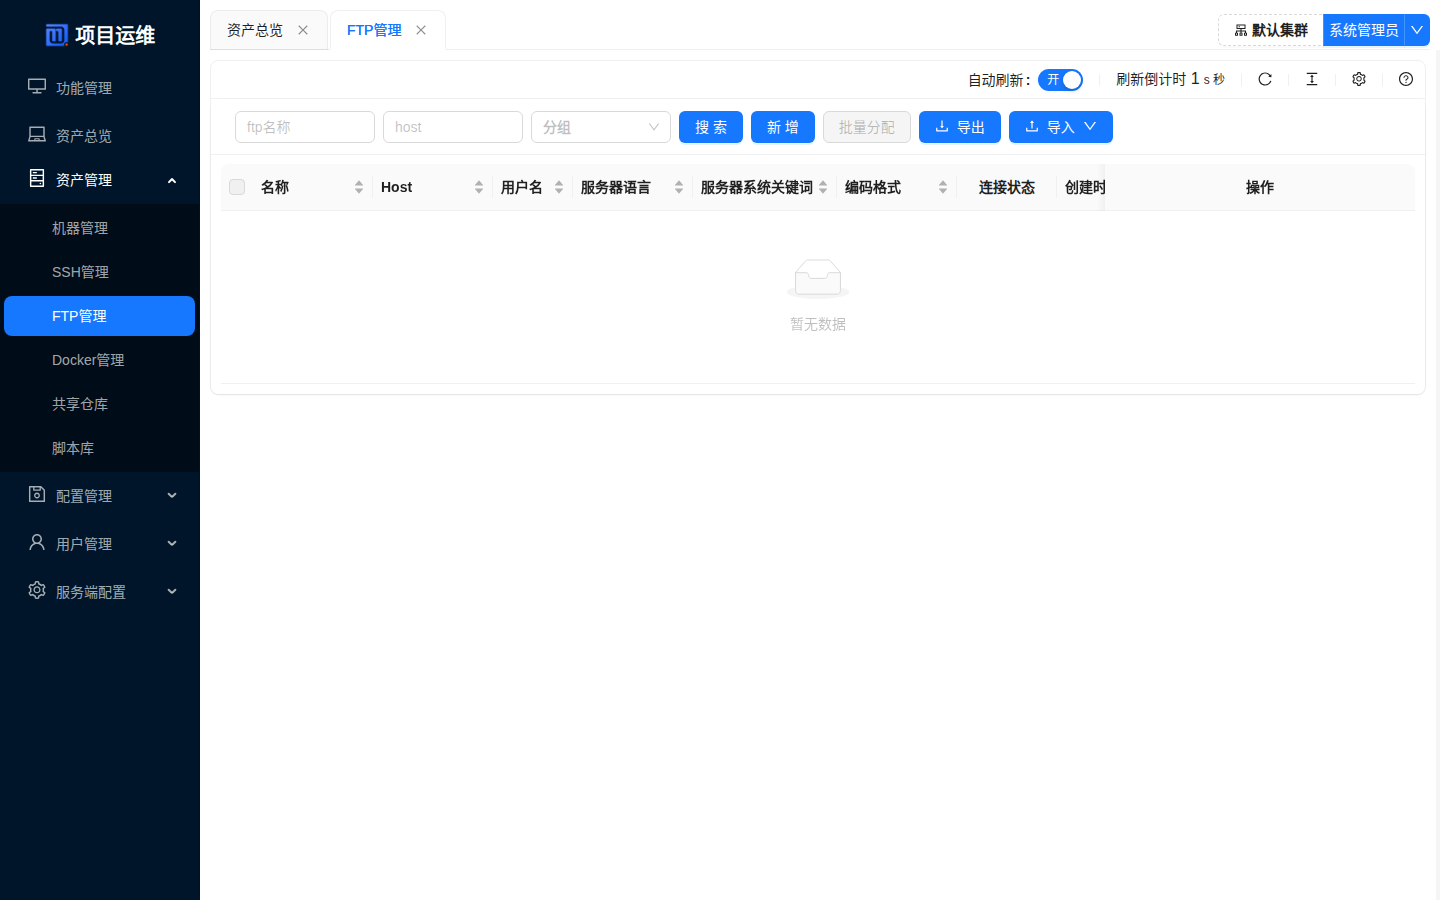 项目运维
功能管理
资产总览
资产管理
机器管理
SSH管理
FTP管理
Docker管理
共享仓库
脚本库
配置管理
用户管理
服务端配置
资产总览
FTP管理
默认集群
系统管理员
自动刷新：
开
刷新倒计时 1 s 秒
ftp名称
host
分组
搜 索
新 增
批量分配
导出
导入
名称
Host
用户名
服务器语言
服务器系统关键词
编码格式
连接状态
创建时
操作
暂无数据